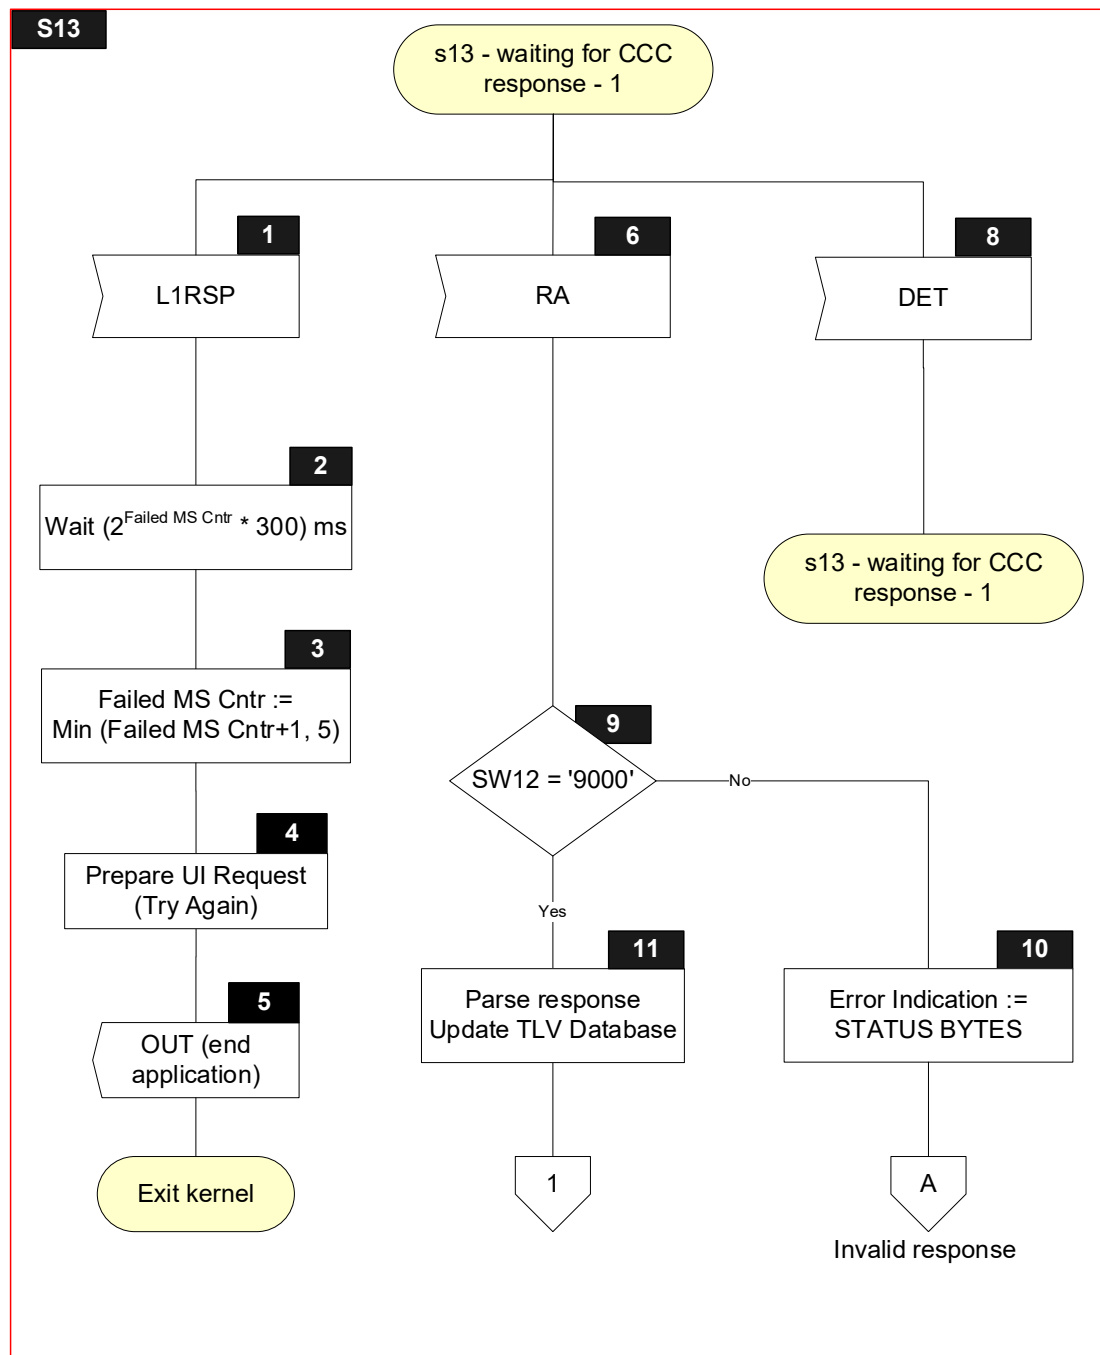 S13
s13 - waiting for CCC
response - 1
1
L1RSP
6
RA
8
DET
2
Wait (2^Failed MS Cntr * 300) ms
s13 - waiting for CCC
response - 1
3
Failed MS Cntr :=
Min (Failed MS Cntr+1, 5)
9
SW12 = '9000'
No
4
Prepare UI Request
(Try Again)
Yes
11
Parse response
Update TLV Database
10
Error Indication :=
STATUS BYTES
5
OUT (end
application)
Exit kernel
1
A
Invalid response